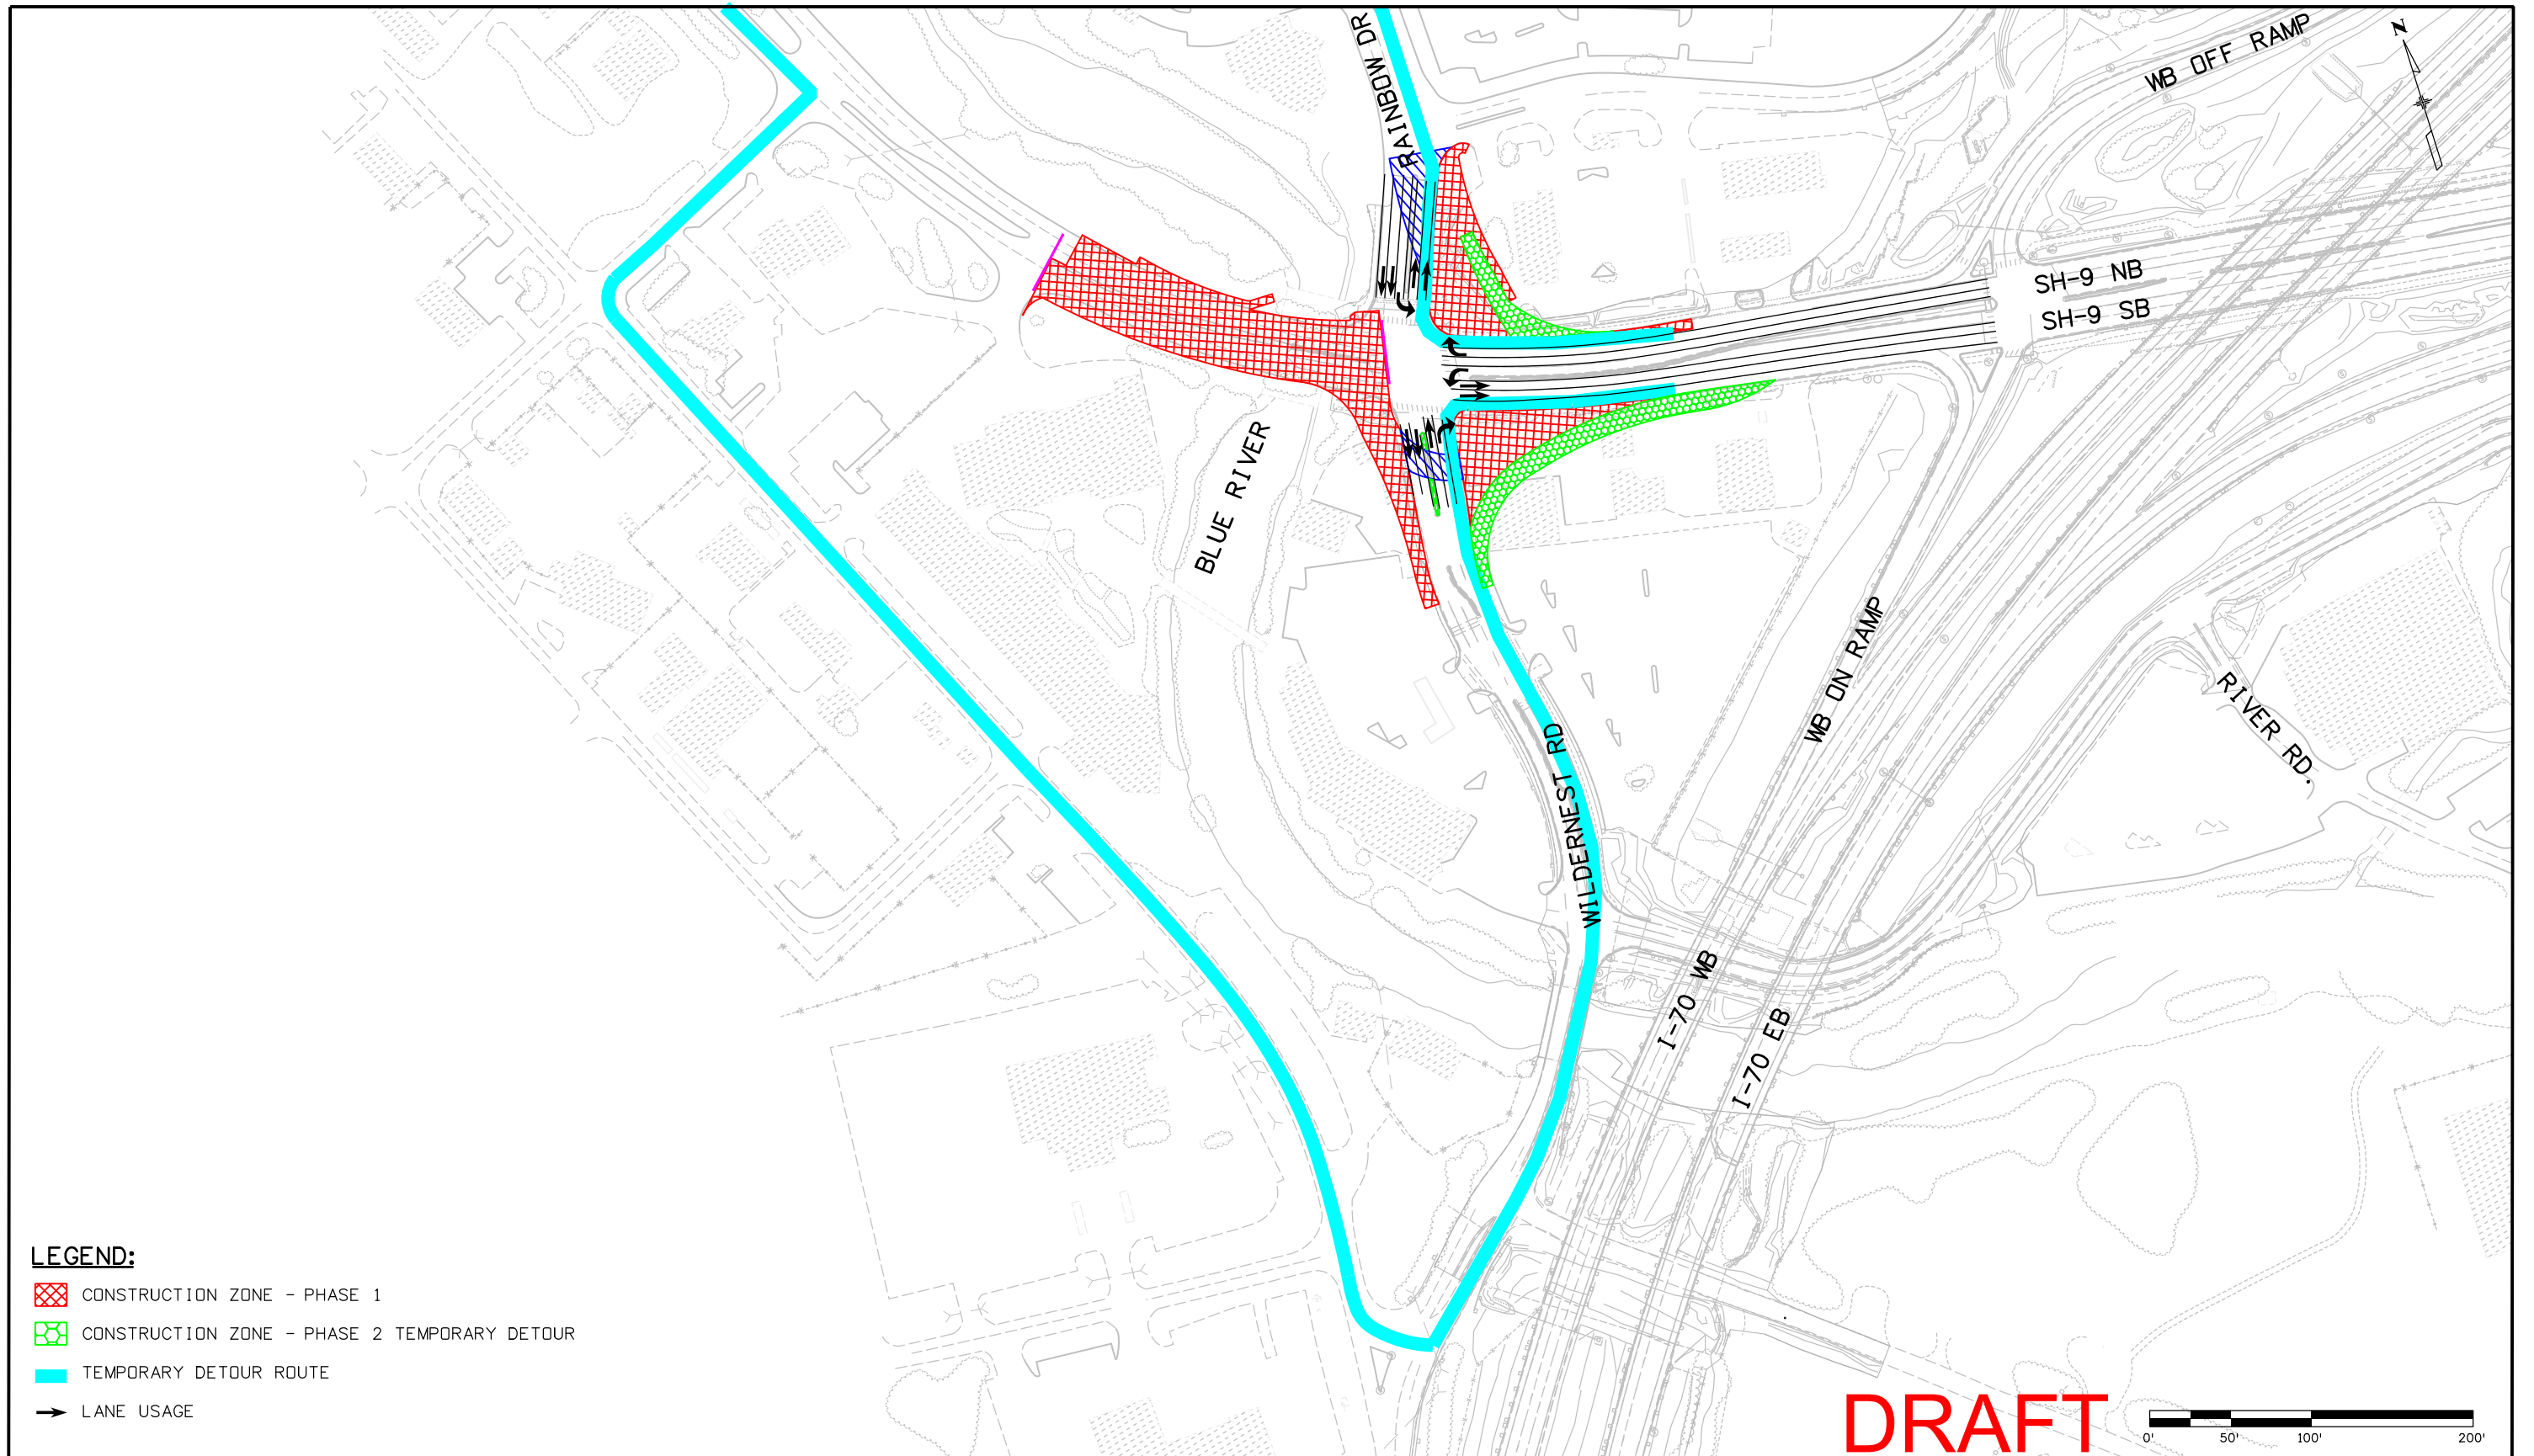 RAINBOW DR
WB OFF RAMP
N
SH-9 NB
SH-9 SB
BLUE RIVER
WB ON RAMP
RIVER RD.
WILDERNEST RD
I-70 WB
I-70 EB
LEGEND:
CONSTRUCTION ZONE - PHASE 1
CONSTRUCTION ZONE - PHASE 2 TEMPORARY DETOUR
TEMPORARY DETOUR ROUTE
LANE USAGE
DRAFT
0' 50' 100' 200'